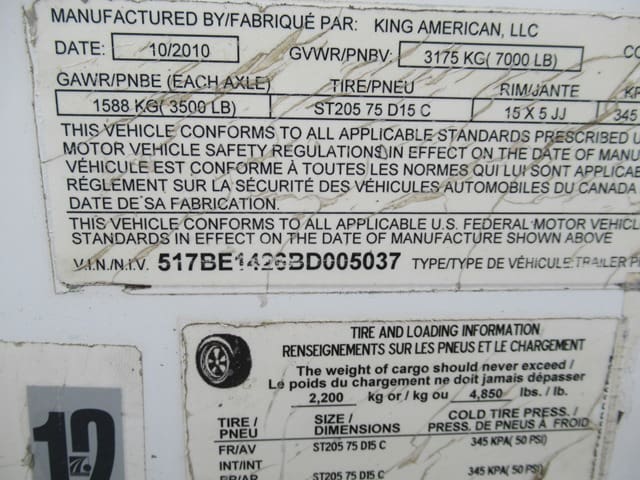 MANUFACTURED BY/FABRIQUÉ PAR: KING AMERICAN, LLC
DATE: 10/2010 GVWR/PNBV: 3175 KG( 7000 LB) CO
GAWR/PNBE (EACH AXLE) TIRE/PNEU RIM/JANTE KP
1588 KG( 3500 LB) ST205 75 D15 C 15 X 5 JJ 345
THIS VEHICLE CONFORMS TO ALL APPLICABLE STANDARDS PRESCRIBED U
MOTOR VEHICLE SAFETY REGULATIONS IN EFFECT ON THE DATE OF MANU
VÉHICULE EST CONFORME À TOUTES LES NORMES QUI LUI SONT APPLICABLE
RÉGLEMENT SUR LA SÉCURITÉ DES VÉHICULES AUTOMOBILES DU CANADA
DATE DE SA FABRICATION.
THIS VEHICLE CONFORMS TO ALL APPLICABLE U.S. FEDERAL MOTOR VEHICL
STANDARDS IN EFFECT ON THE DATE OF MANUFACTURE SHOWN ABOVE
V.I.N./N.I.V. 517BE1426BD005037 TYPE/TYPE DE VÉHICULE:TRAILER P
TIRE AND LOADING INFORMATION
RENSEIGNEMENTS SUR LES PNEUS ET LE CHARGEMENT
The weight of cargo should never exceed /
Le poids du chargement ne doit jamais dépasser
2,200 kg or / kg ou 4,850 lbs. / lb.
TIRE / PNEU SIZE / DIMENSIONS COLD TIRE PRESS. / PRESS. DE PNEUS À FROID
FR/AV ST205 75 D15 C 345 KPA( 50 PSI)
INT/INT
RR/AR ST205 75 D15 C 345 KPA( 50 PSI)
12